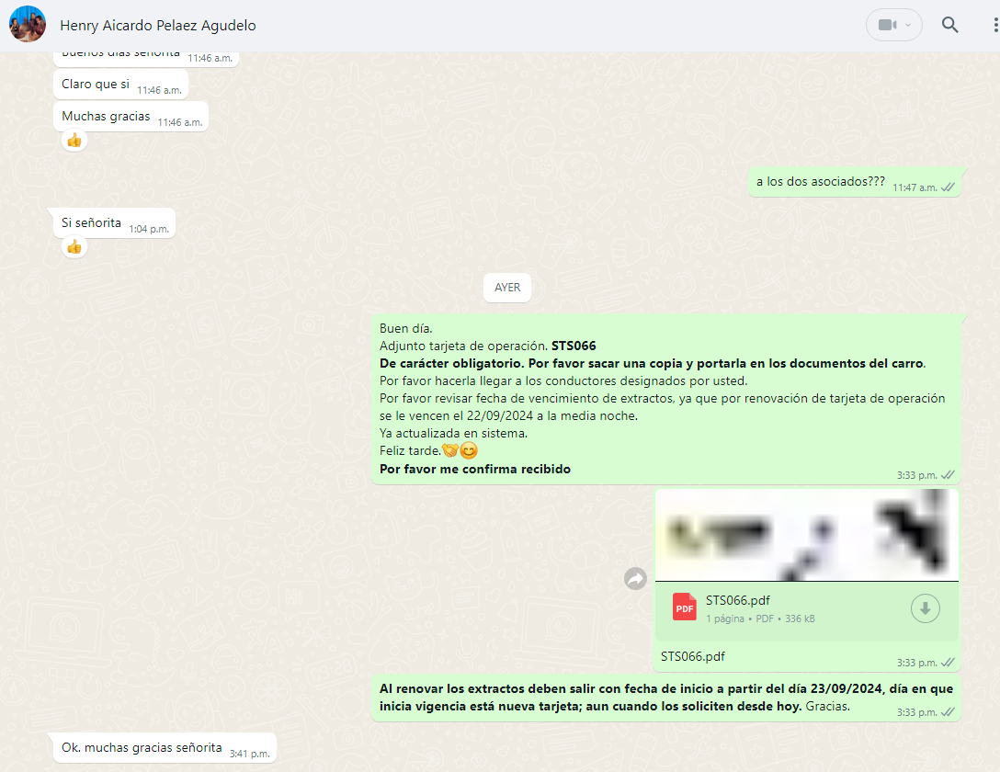 Henry Aicardo Pelaez Agudelo
Buenos días señorita 11:46 a.m.
Claro que si 11:46 a.m.
Muchas gracias 11:46 a.m.
a los dos asociados??? 11:47 a.m.
Si señorita 1:04 p.m.
AYER
Buen día.
Adjunto tarjeta de operación. STS066
De carácter obligatorio. Por favor sacar una copia y portarla en los documentos del carro.
Por favor hacerla llegar a los conductores designados por usted.
Por favor revisar fecha de vencimiento de extractos, ya que por renovación de tarjeta de operación
se le vencen el 22/09/2024 a la media noche.
Ya actualizada en sistema.
Feliz tarde.🤝😊
Por favor me confirma recibido
3:33 p.m.
PDF
STS066.pdf
1 página • PDF • 336 kB
STS066.pdf
3:33 p.m.
Al renovar los extractos deben salir con fecha de inicio a partir del día 23/09/2024, día en que
inicia vigencia está nueva tarjeta; aun cuando los soliciten desde hoy. Gracias.
3:33 p.m.
Ok. muchas gracias señorita 3:41 p.m.